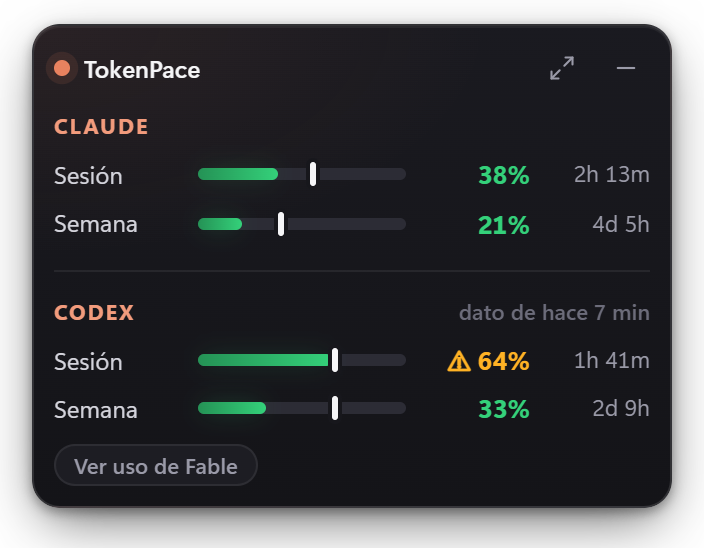 TokenPace
CLAUDE
Sesión 38% 2h 13m
Semana 21% 4d 5h
CODEX dato de hace 7 min
Sesión ⚠ 64% 1h 41m
Semana 33% 2d 9h
Ver uso de Fable